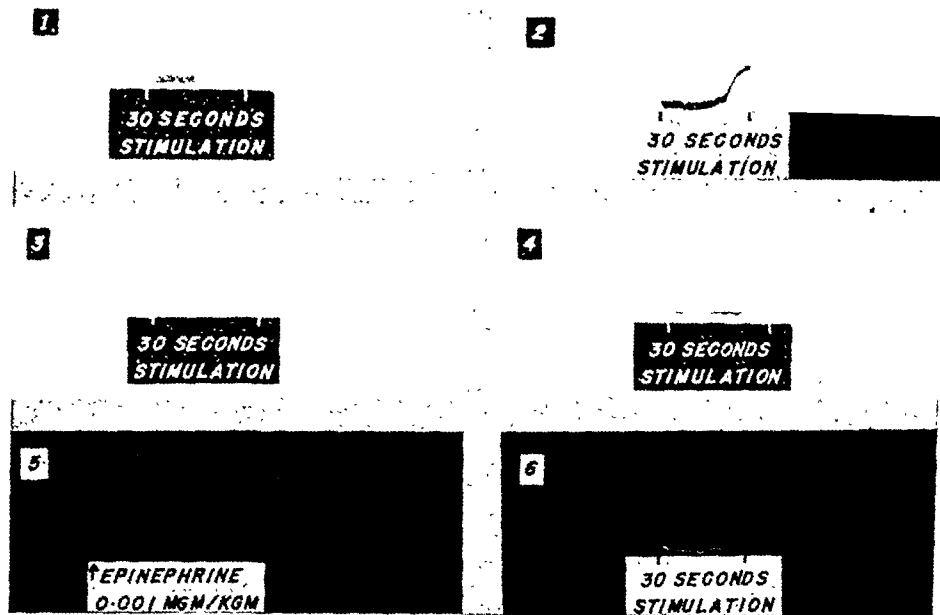 1.
30 SECONDS
STIMULATION
2
30 SECONDS
STIMULATION
3
30 SECONDS
STIMULATION
4
30 SECONDS
STIMULATION
5.
↑EPINEPHRINE,
0.001 MGM/KGM
6
30 SECONDS
STIMULATION